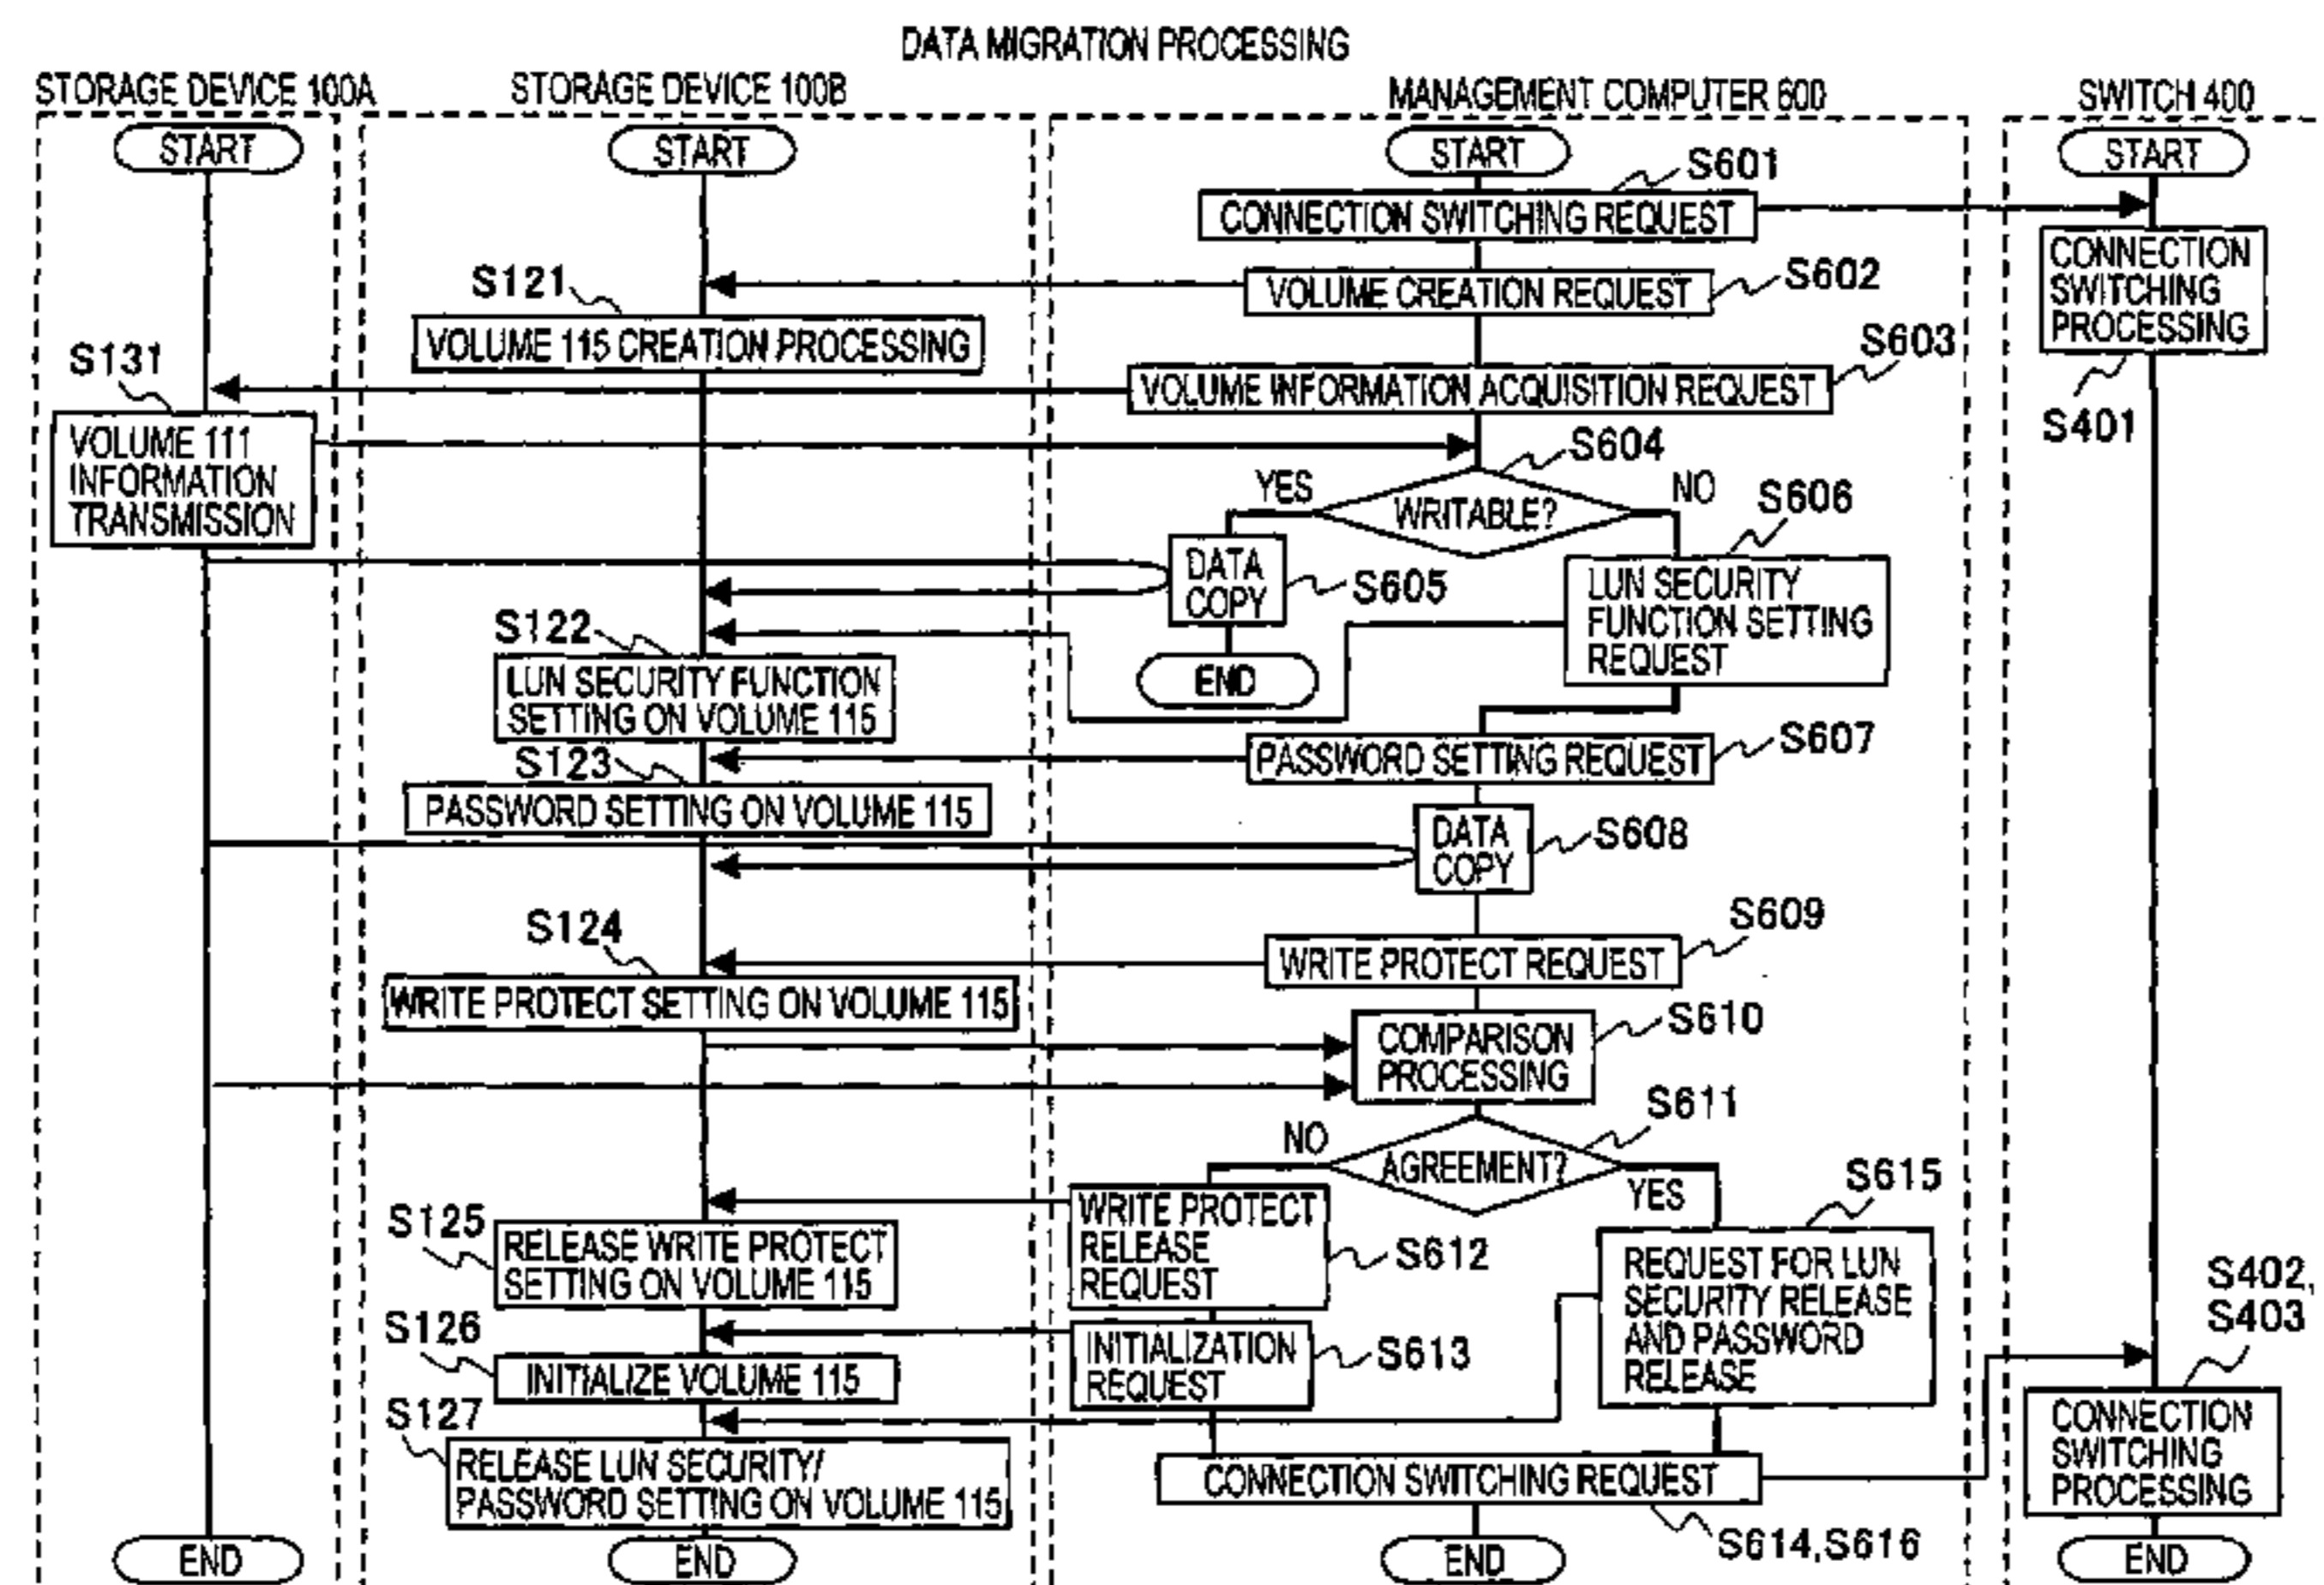 DATA MIGRATION PROCESSING
STORAGE DEVICE 100A
STORAGE DEVICE 100B
MANAGEMENT COMPUTER 600
SWITCH 400
START
START
START
START
S601
CONNECTION SWITCHING REQUEST
CONNECTION
SWITCHING
PROCESSING
S401
S602
VOLUME CREATION REQUEST
S121
VOLUME 115 CREATION PROCESSING
S603
VOLUME INFORMATION ACQUISITION REQUEST
S131
VOLUME 111
INFORMATION
TRANSMISSION
S604
YES
WRITABLE?
NO
S606
DATA
COPY
S605
END
LUN SECURITY
FUNCTION SETTING
REQUEST
S122
LUN SECURITY FUNCTION
SETTING ON VOLUME 115
S607
PASSWORD SETTING REQUEST
S123
PASSWORD SETTING ON VOLUME 115
DATA
COPY
S608
S609
WRITE PROTECT REQUEST
S124
WRITE PROTECT SETTING ON VOLUME 115
S610
COMPARISON
PROCESSING
S611
NO
AGREEMENT?
YES
S615
WRITE PROTECT
RELEASE
REQUEST
S612
S125
RELEASE WRITE PROTECT
SETTING ON VOLUME 115
REQUEST FOR LUN
SECURITY RELEASE
AND PASSWORD
RELEASE
S402,
S403
S126
INITIALIZE VOLUME 115
INITIALIZATION
REQUEST
S613
S127
RELEASE LUN SECURITY/
PASSWORD SETTING ON VOLUME 115
CONNECTION SWITCHING REQUEST
CONNECTION
SWITCHING
PROCESSING
S614,S616
END
END
END
END